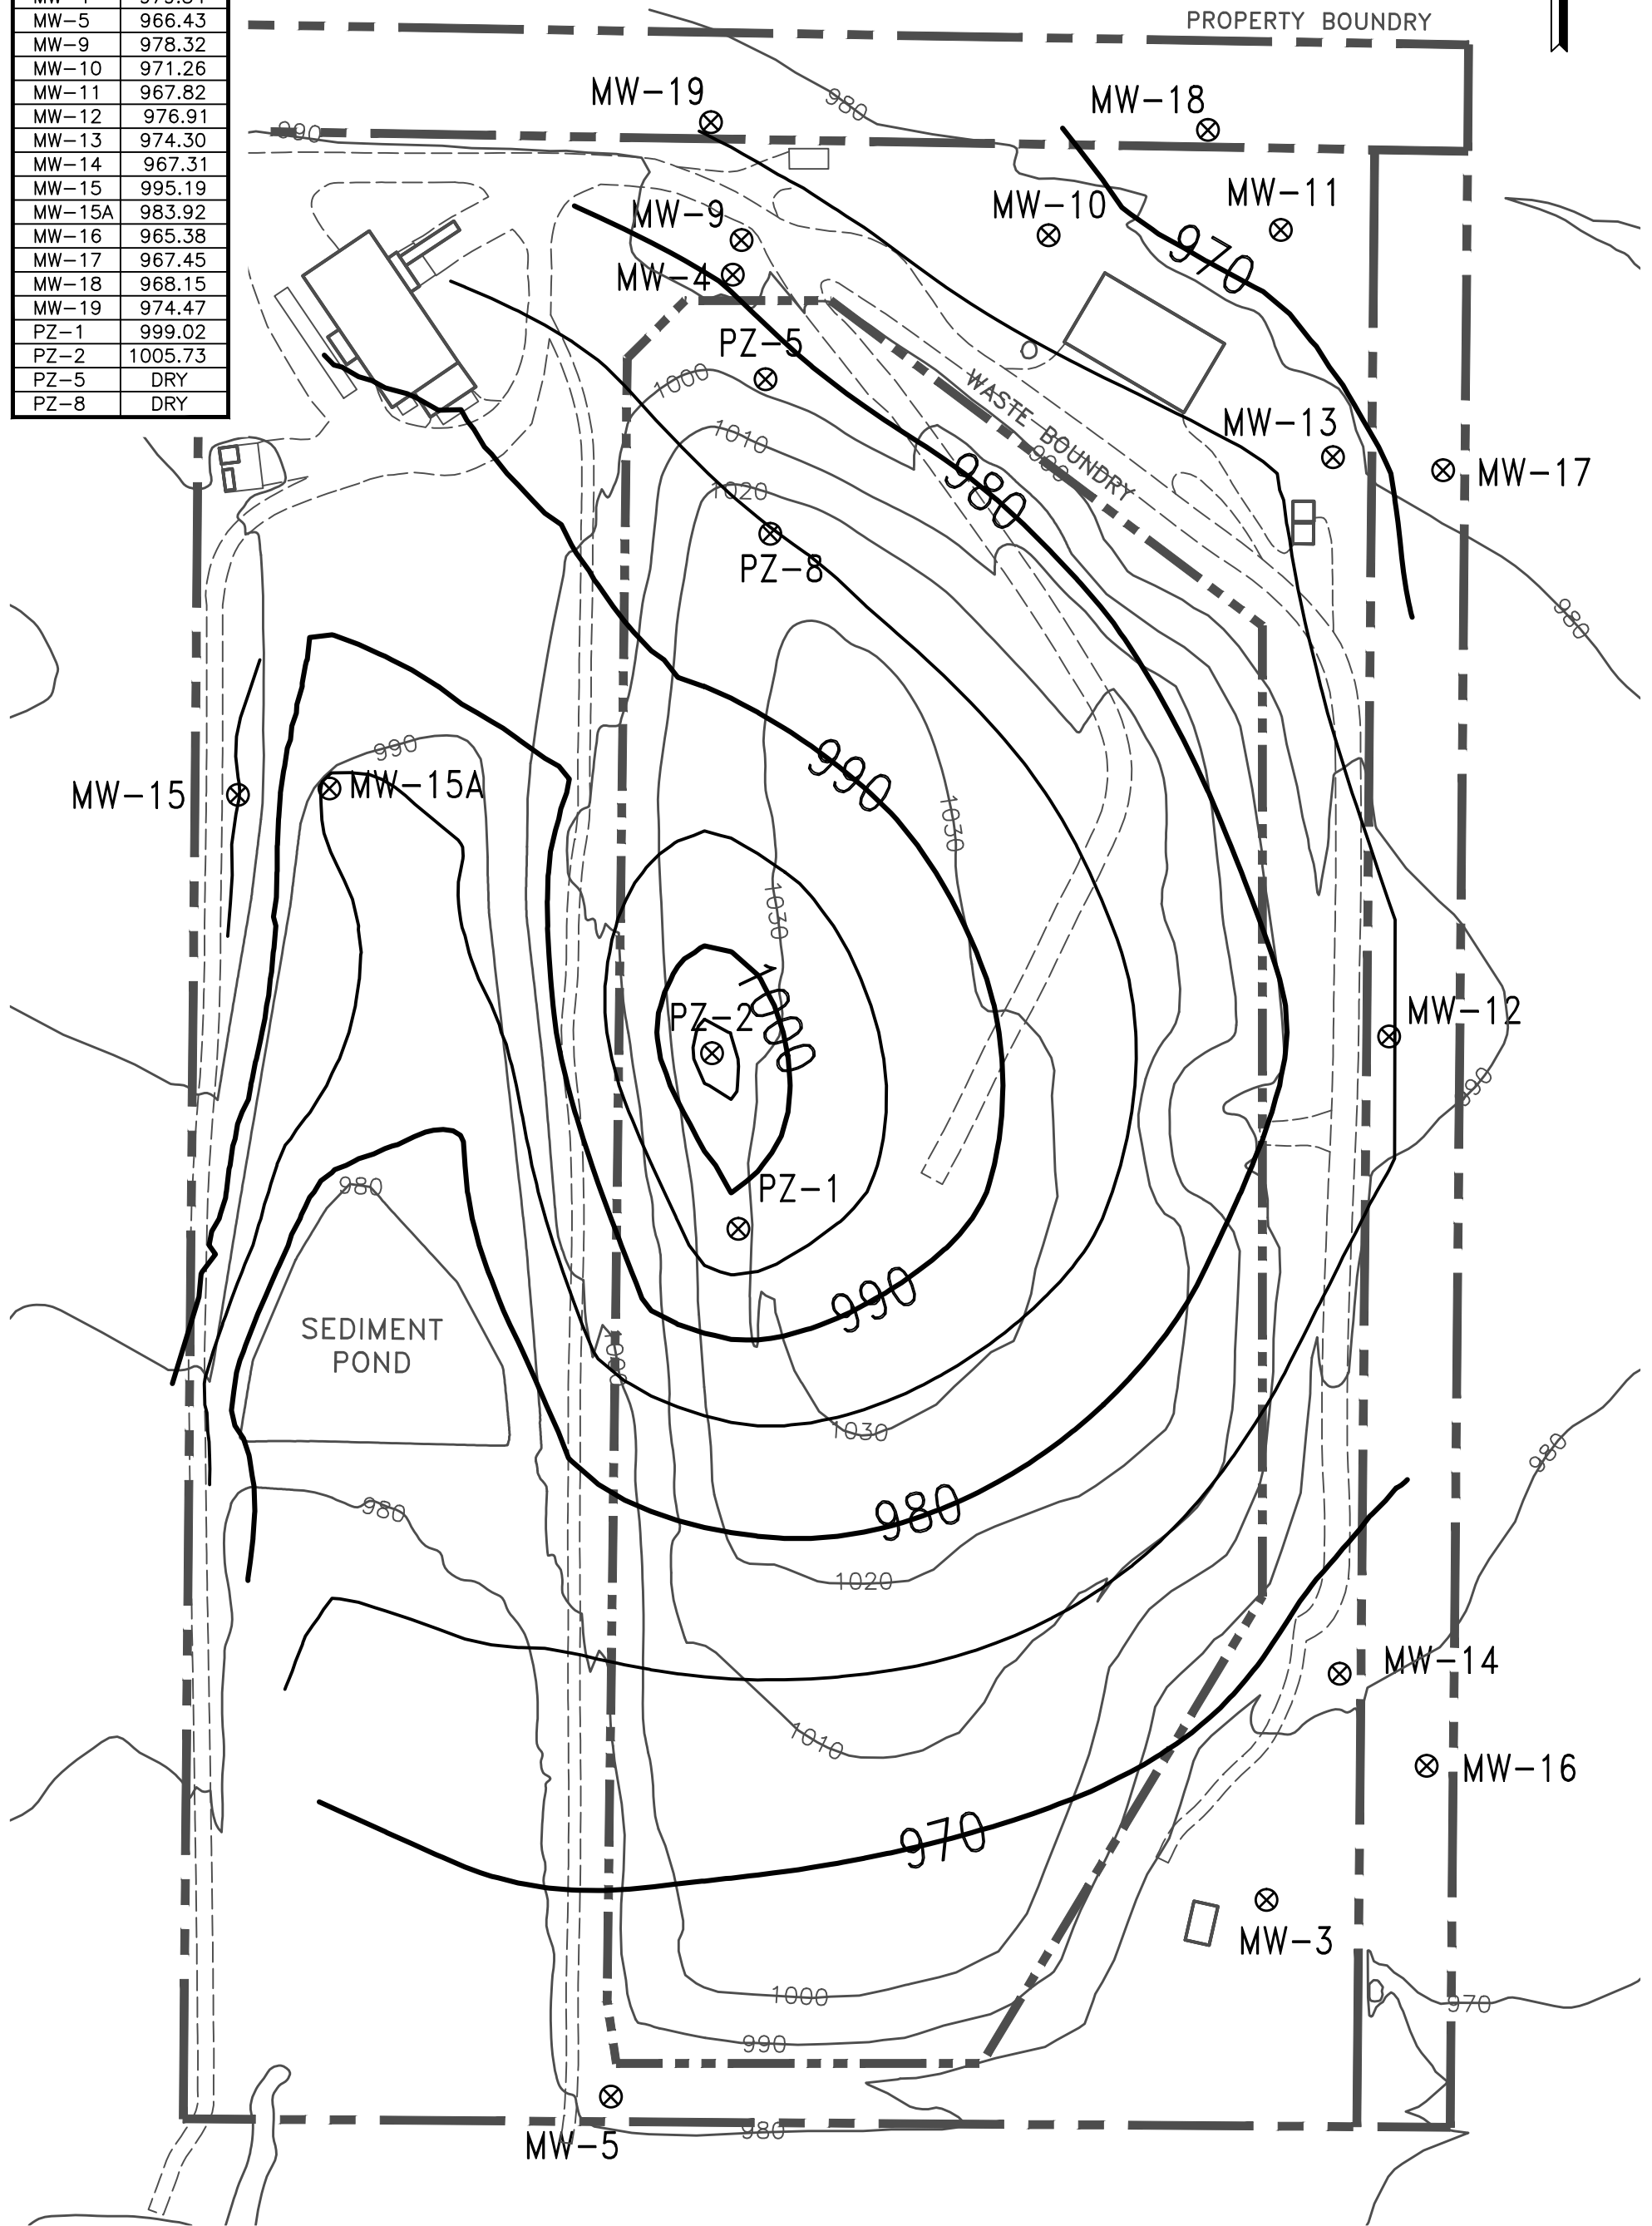 MW-5 966.43
MW-9 978.32
MW-10 971.26
MW-11 967.82
MW-12 976.91
MW-13 974.30
MW-14 967.31
MW-15 995.19
MW-15A 983.92
MW-16 965.38
MW-17 967.45
MW-18 968.15
MW-19 974.47
PZ-1 999.02
PZ-2 1005.73
PZ-5 DRY
PZ-8 DRY
PROPERTY BOUNDRY
MW-19
980
MW-18
990
MW-10
MW-11
MW-9
970
MW-4
PZ-5
1000
WASTE BOUNDRY
1010
MW-13
990
980
MW-17
1020
PZ-8
980
990
990
MW-15
MW-15A
1030
1030
1000
PZ-2
MW-12
990
PZ-1
980
990
SEDIMENT
POND
1000
1030
980
980
980
1020
MW-14
1010
MW-16
970
MW-3
1000
970
990
980
MW-5